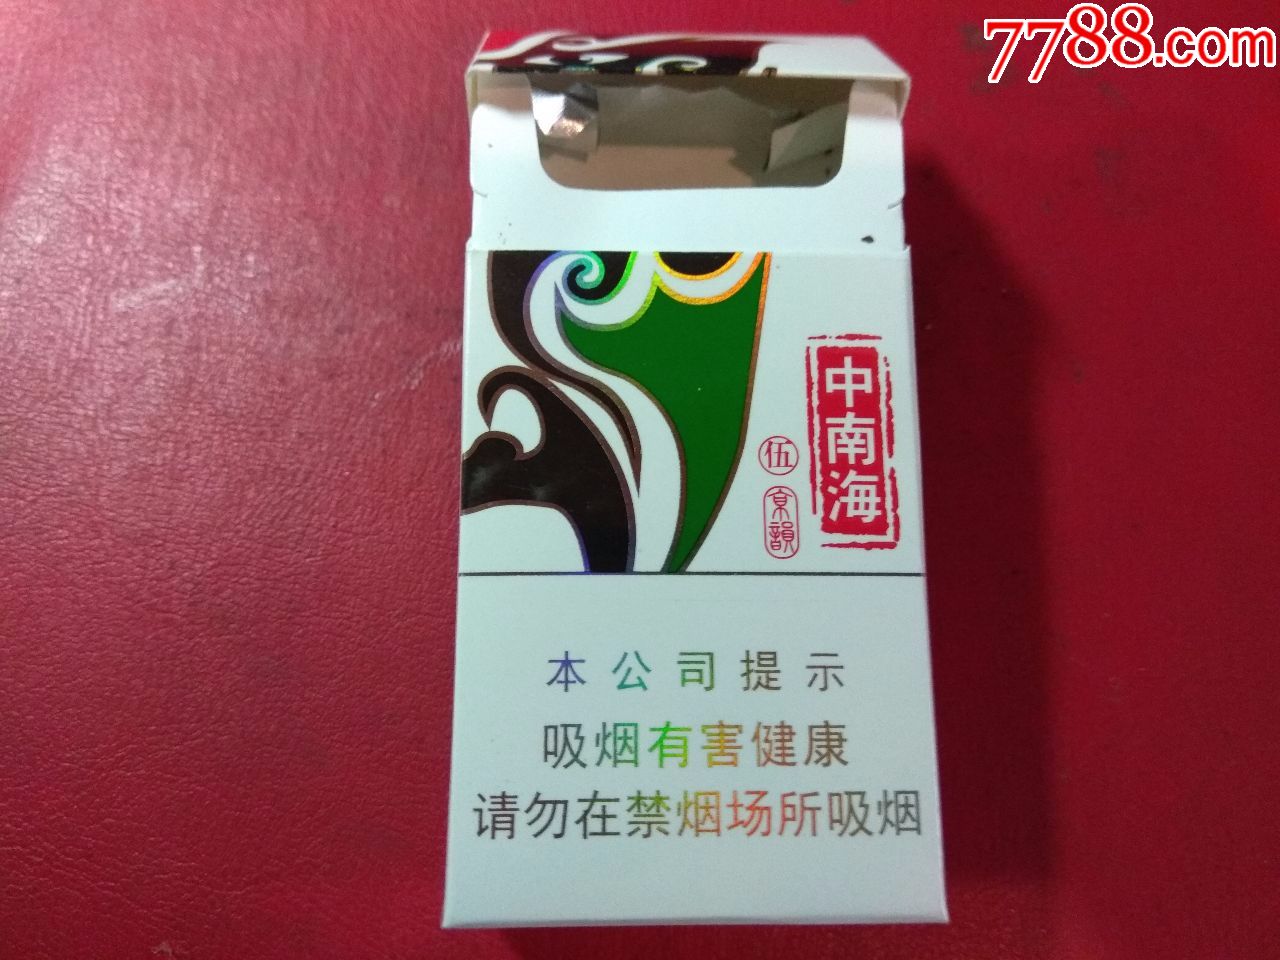 7788.com
中南海
伍
京韻
本公司提示
吸烟有害健康
请勿在禁烟场所吸烟